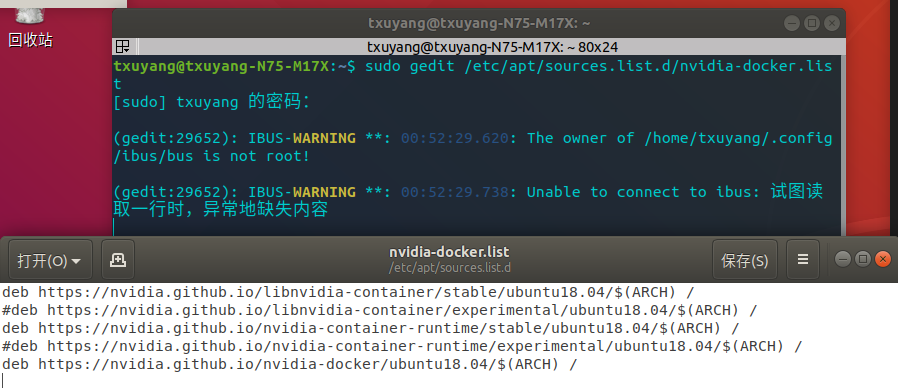 txuyang@txuyang-N75-M17X: ~
回收站
txuyang@txuyang-N75-M17X: ~ 80x24
txuyang@txuyang-N75-M17X:~$ sudo gedit /etc/apt/sources.list.d/nvidia-docker.lis
t
[sudo] txuyang 的密码：
(gedit:29652): IBUS-WARNING **: 00:52:29.620: The owner of /home/txuyang/.config
/ibus/bus is not root!
(gedit:29652): IBUS-WARNING **: 00:52:29.738: Unable to connect to ibus: 试图读
取一行时，异常地缺失内容
打开(O)
nvidia-docker.list
/etc/apt/sources.list.d
保存(S)
deb https://nvidia.github.io/libnvidia-container/stable/ubuntu18.04/$(ARCH) /
#deb https://nvidia.github.io/libnvidia-container/experimental/ubuntu18.04/$(ARCH) /
deb https://nvidia.github.io/nvidia-container-runtime/stable/ubuntu18.04/$(ARCH) /
#deb https://nvidia.github.io/nvidia-container-runtime/experimental/ubuntu18.04/$(ARCH) /
deb https://nvidia.github.io/nvidia-docker/ubuntu18.04/$(ARCH) /